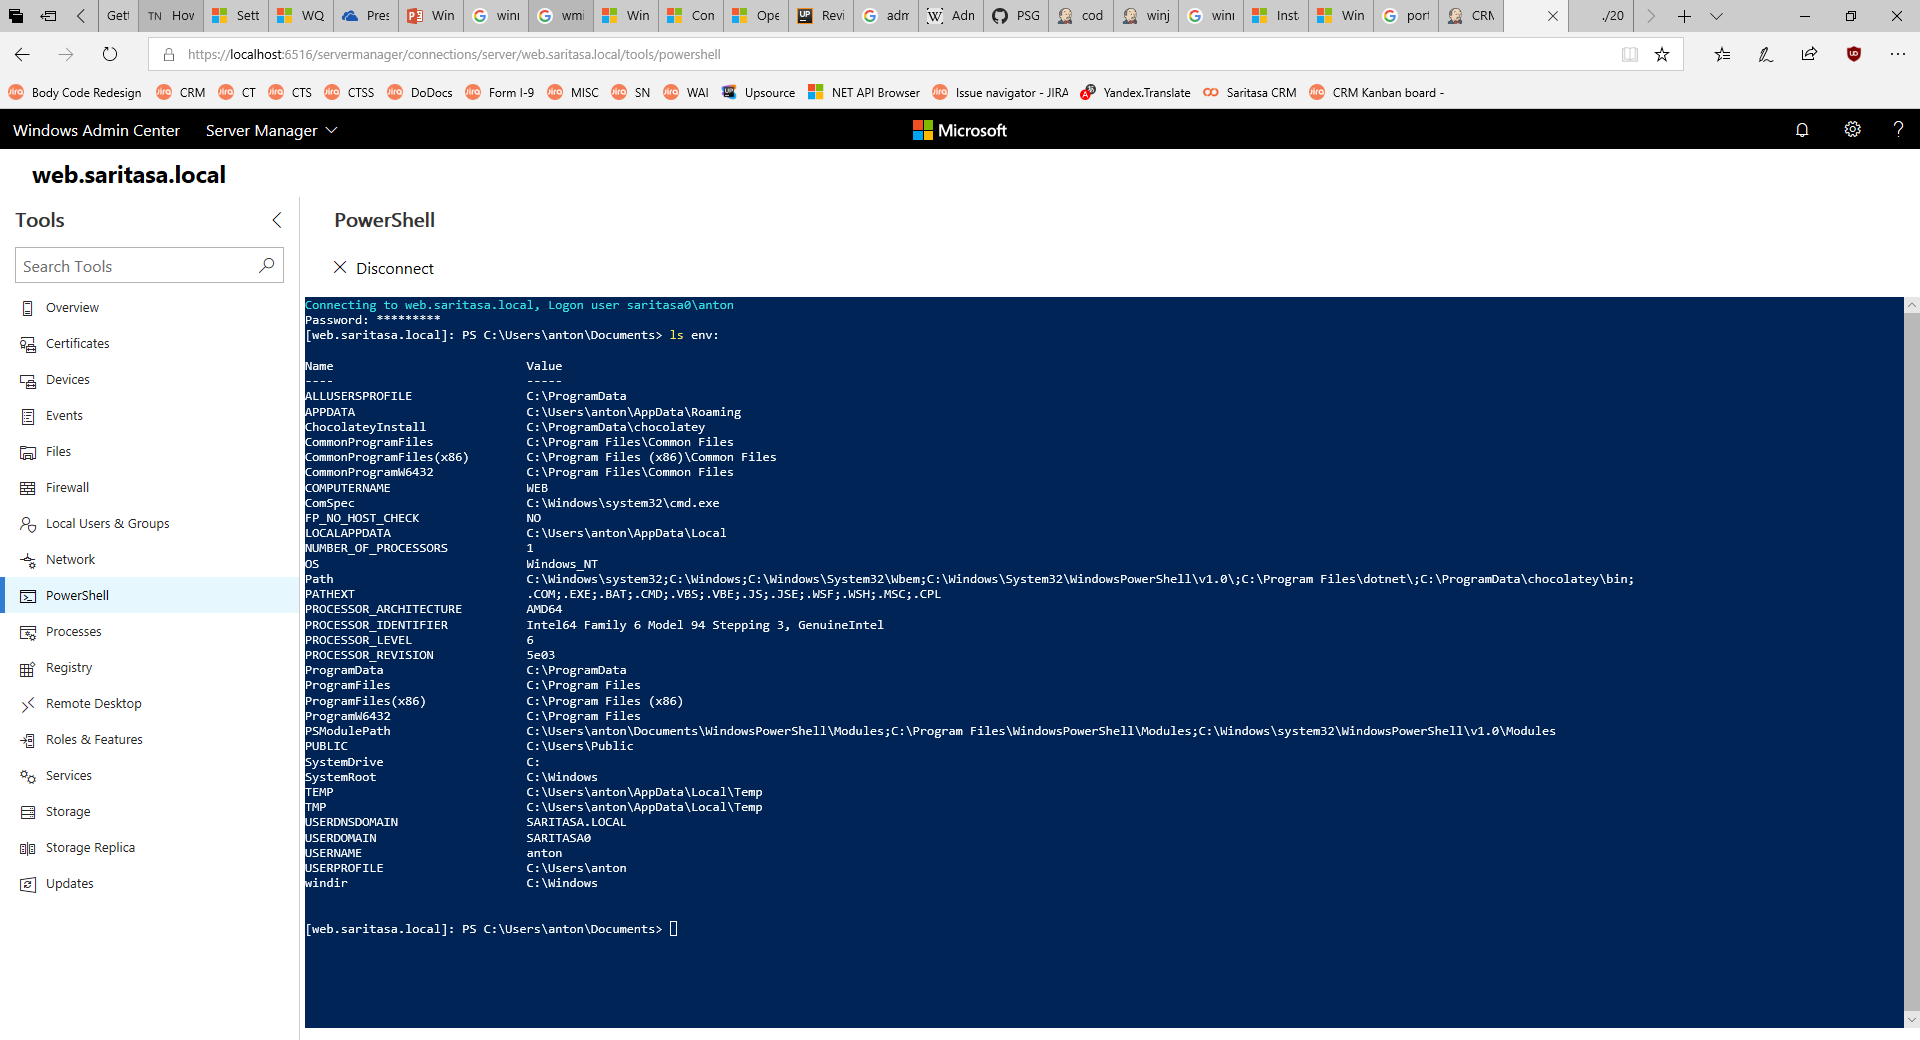 Get
TN How
Sett
WQ
Pres
Win
winr
wmi
Win
Con
Ope
Revi
adm
Adn
PSG
cod
winj
winr
Inst
Win
port
CRM
./20
https://localhost:6516/servermanager/connections/server/web.saritasa.local/tools/powershell
Body Code Redesign
CRM
CT
CTS
CTSS
DoDocs
Form I-9
MISC
SN
WAI
Upsource
NET API Browser
Issue navigator - JIRA
Yandex.Translate
Saritasa CRM
CRM Kanban board -
Windows Admin Center
Server Manager
Microsoft
?
web.saritasa.local
Tools
Search Tools
Overview
Certificates
Devices
Events
Files
Firewall
Local Users & Groups
Network
PowerShell
Processes
Registry
Remote Desktop
Roles & Features
Services
Storage
Storage Replica
Updates
PowerShell
Disconnect
Connecting to web.saritasa.local, Logon user saritasa0\anton
Password: *********
[web.saritasa.local]: PS C:\Users\anton\Documents> ls env:
Name Value
---- -----
ALLUSERSPROFILE C:\ProgramData
APPDATA C:\Users\anton\AppData\Roaming
ChocolateyInstall C:\ProgramData\chocolatey
CommonProgramFiles C:\Program Files\Common Files
CommonProgramFiles(x86) C:\Program Files (x86)\Common Files
CommonProgramW6432 C:\Program Files\Common Files
COMPUTERNAME WEB
ComSpec C:\Windows\system32\cmd.exe
FP_NO_HOST_CHECK NO
LOCALAPPDATA C:\Users\anton\AppData\Local
NUMBER_OF_PROCESSORS 1
OS Windows_NT
Path C:\Windows\system32;C:\Windows;C:\Windows\System32\Wbem;C:\Windows\System32\WindowsPowerShell\v1.0\;C:\Program Files\dotnet\;C:\ProgramData\chocolatey\bin;
PATHEXT .COM;.EXE;.BAT;.CMD;.VBS;.VBE;.JS;.JSE;.WSF;.WSH;.MSC;.CPL
PROCESSOR_ARCHITECTURE AMD64
PROCESSOR_IDENTIFIER Intel64 Family 6 Model 94 Stepping 3, GenuineIntel
PROCESSOR_LEVEL 6
PROCESSOR_REVISION 5e03
ProgramData C:\ProgramData
ProgramFiles C:\Program Files
ProgramFiles(x86) C:\Program Files (x86)
ProgramW6432 C:\Program Files
PSModulePath C:\Users\anton\Documents\WindowsPowerShell\Modules;C:\Program Files\WindowsPowerShell\Modules;C:\Windows\system32\WindowsPowerShell\v1.0\Modules
PUBLIC C:\Users\Public
SystemDrive C:
SystemRoot C:\Windows
TEMP C:\Users\anton\AppData\Local\Temp
TMP C:\Users\anton\AppData\Local\Temp
USERDNSDOMAIN SARITASA.LOCAL
USERDOMAIN SARITASA0
USERNAME anton
USERPROFILE C:\Users\anton
windir C:\Windows
[web.saritasa.local]: PS C:\Users\anton\Documents>